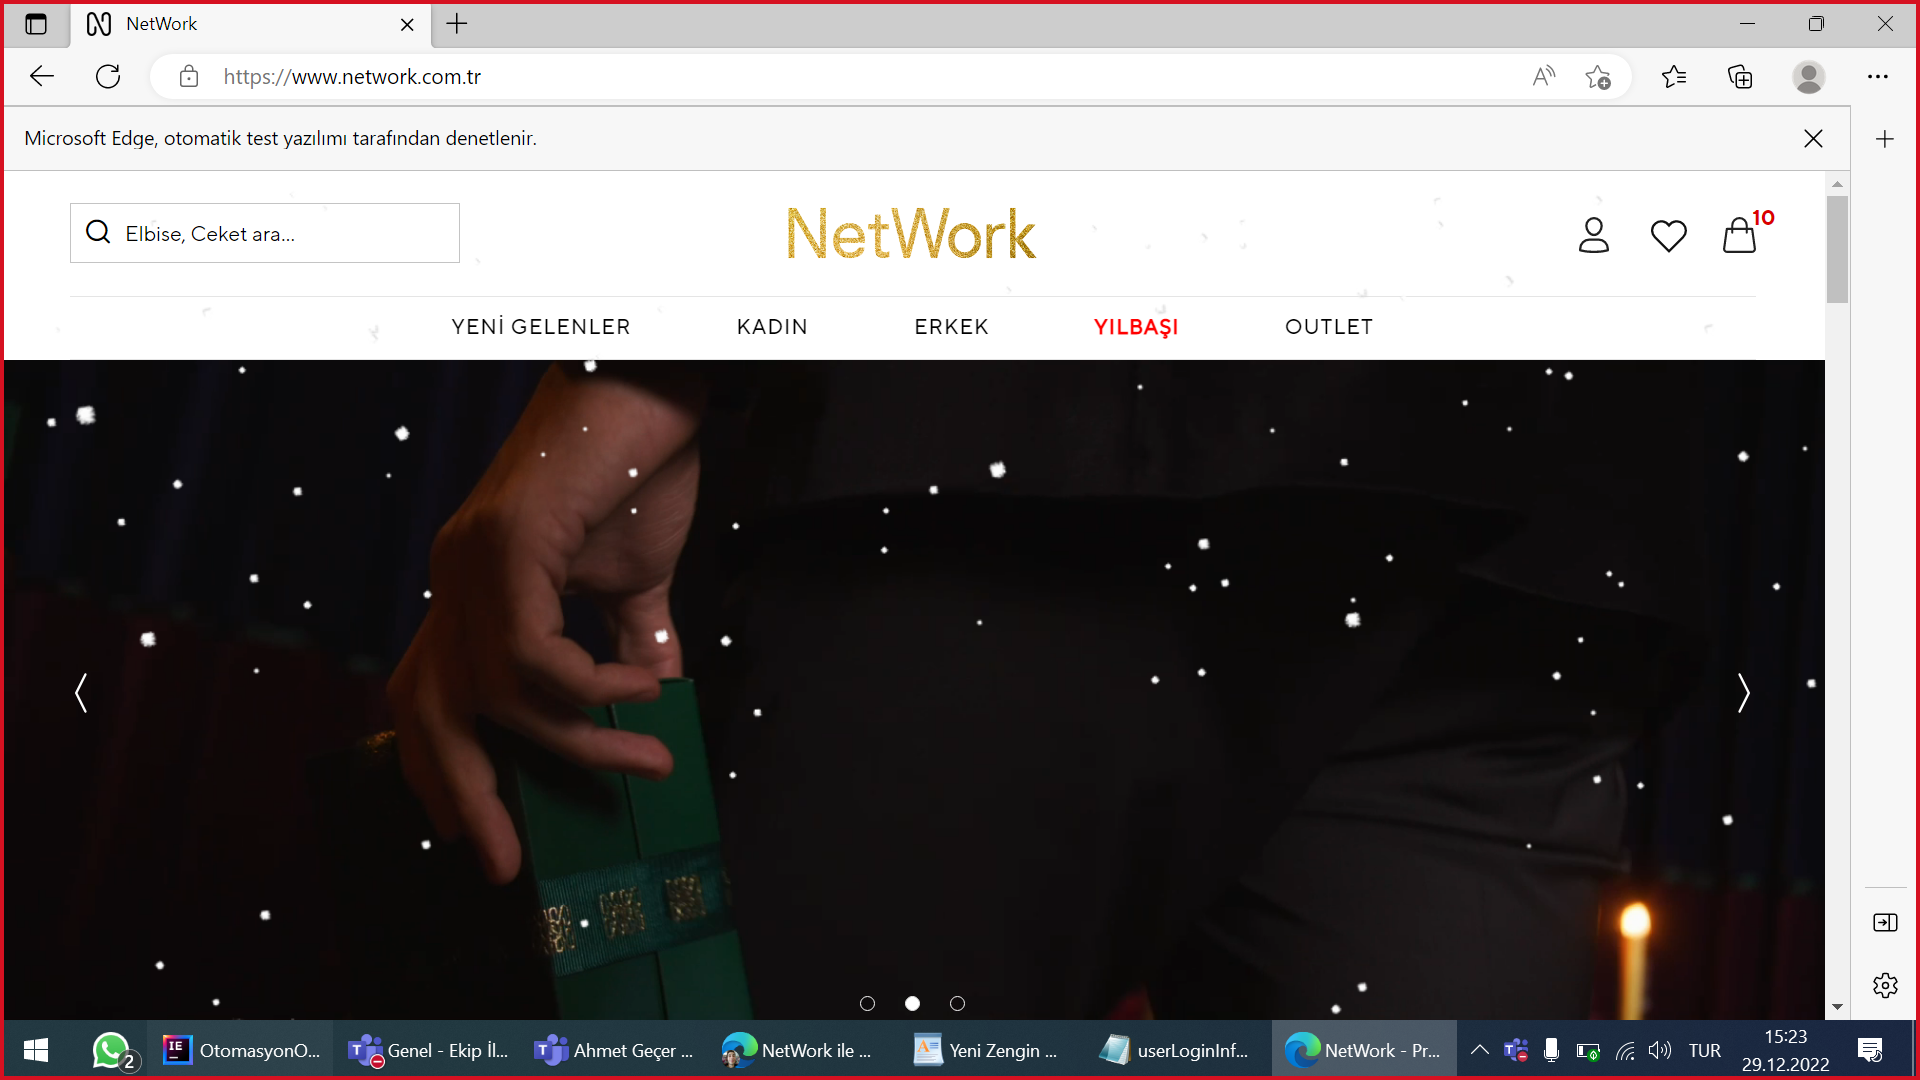 NetWork
https://www.network.com.tr
Microsoft Edge, otomatik test yazılımı tarafından denetlenir.
Elbise, Ceket ara...
NetWork
10
YENİ GELENLER
KADIN
ERKEK
YILBAŞI
OUTLET
2
OtomasyonO...
Genel - Ekip İl...
Ahmet Geçer ...
NetWork ile ...
Yeni Zengin ...
userLoginInf...
NetWork - Pr...
TUR
15:23
29.12.2022